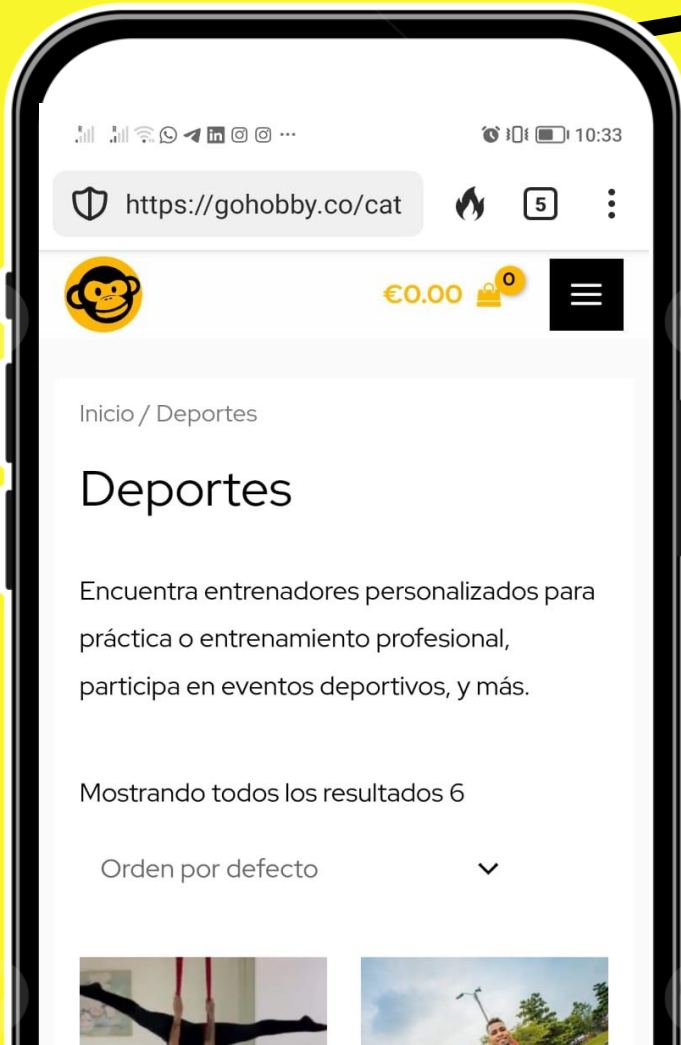 10:33
https://gohobby.co/cat
5
€0.00
0
Inicio / Deportes
Deportes
Encuentra entrenadores personalizados para
práctica o entrenamiento profesional,
participa en eventos deportivos, y más.
Mostrando todos los resultados 6
Orden por defecto